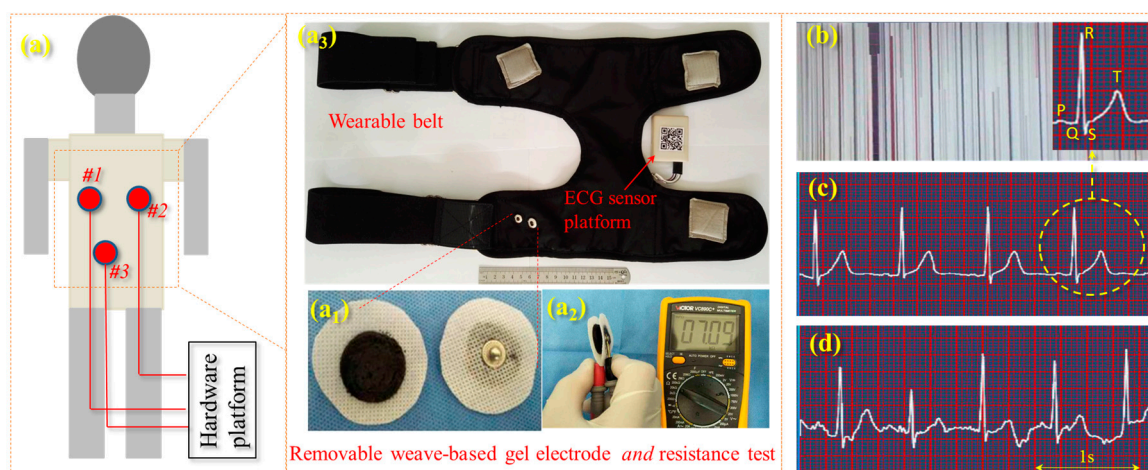 (a)
#1
#2
#3
Hardware
platform
(a3)
Wearable belt
ECG sensor
platform
(a1)
(a2)
VICTOR VC890C+
07.09
Removable weave-based gel electrode and resistance test
(b)
R
T
P
Q
S
(c)
(d)
1s